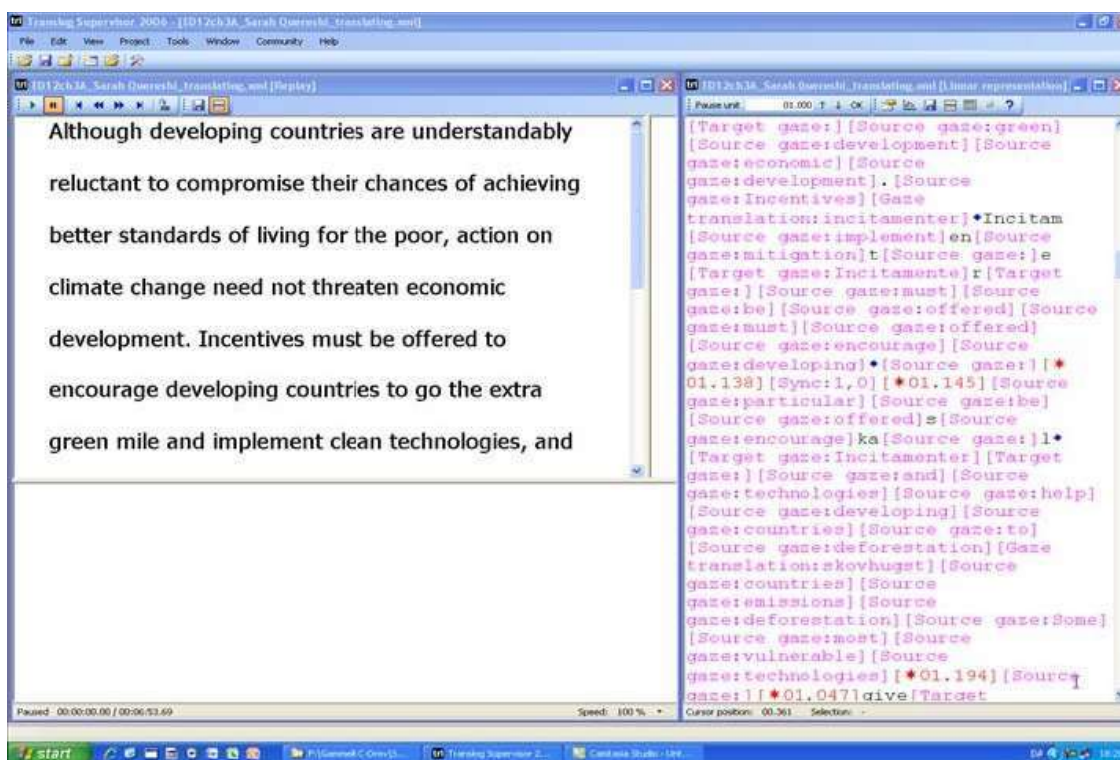 Translog Supervisor 2006 - [TD12ch3A_Sarah Quereshi_translating.xml]
File Edit View Project Tools Window Community Help
TD12ch3A_Sarah Quereshi_translating.xml [Replay]
Although developing countries are understandably
reluctant to compromise their chances of achieving
better standards of living for the poor, action on
climate change need not threaten economic
development. Incentives must be offered to
encourage developing countries to go the extra
green mile and implement clean technologies, and
Paused 00:00:00.00 / 00:06:53.69 Speed: 100 %
TD12ch3A_Sarah Quereshi_translating.xml [Linear representation]
Pause unit 01.000 OK
[Target gaze:][Source gaze:green]
[Source gaze:development][Source
gaze:economic][Source
gaze:development].[Source
gaze:Incentives][Gaze
translation:incitamenter]◆Incitam
[Source gaze:implement]en[Source
gaze:mitigation]t[Source gaze:]e
[Target gaze:Incitamente]r[Target
gaze:][Source gaze:must][Source
gaze:be][Source gaze:offered][Source
gaze:must][Source gaze:offered]
[Source gaze:encourage][Source
gaze:developing]◆[Source gaze:][✱
01.138][Sync:1,0][✱01.145][Source
gaze:particular][Source gaze:be]
[Source gaze:offered]s[Source
gaze:encourage]ka[Source gaze:]l◆
[Target gaze:Incitamenter][Target
gaze:][Source gaze:and][Source
gaze:technologies][Source gaze:help]
[Source gaze:developing][Source
gaze:countries][Source gaze:to]
[Source gaze:deforestation][Gaze
translation:skovhugst][Source
gaze:countries][Source
gaze:emissions][Source
gaze:deforestation][Source gaze:Some]
[Source gaze:most][Source
gaze:vulnerable][Source
gaze:technologies][✱01.194][Source
gaze:][✱01.047]give[Target
Cursor position: 00.361 Selection: -
start Translog Supervisor 2... Camtasia Studio - Unt... DA